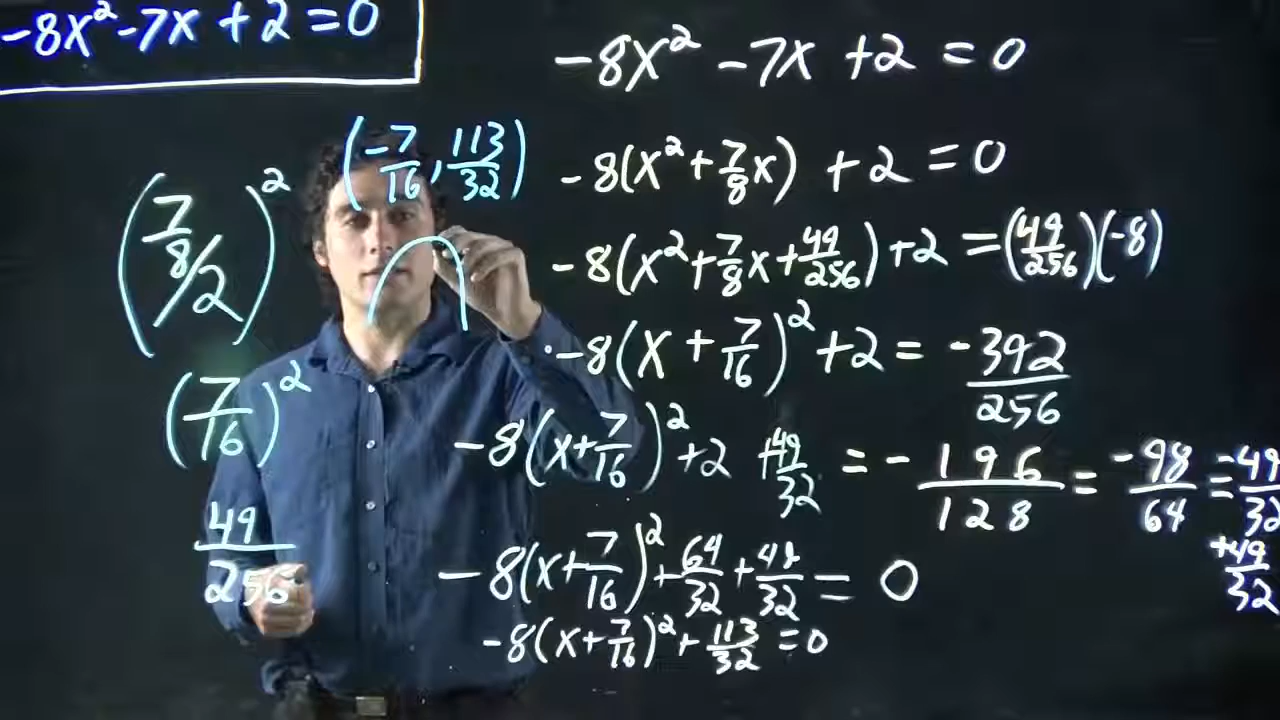 -8x²-7x+2=0
(-7/16, 113/32)
(7/8/2)²
(7/16)²
49/256
-8x² -7x +2 = 0
-8(x²+7/8x) +2 = 0
-8(x²+7/8x+49/256)+2 =(49/256)(-8)
-8(x+7/16)²+2 = -392/256
-8(x+7/16)²+2 +49/32 = -196/128 = -98/64 = -49/32
+49/32
-8(x+7/16)²+64/32+49/32 = 0
-8(x+7/16)²+113/32 =0